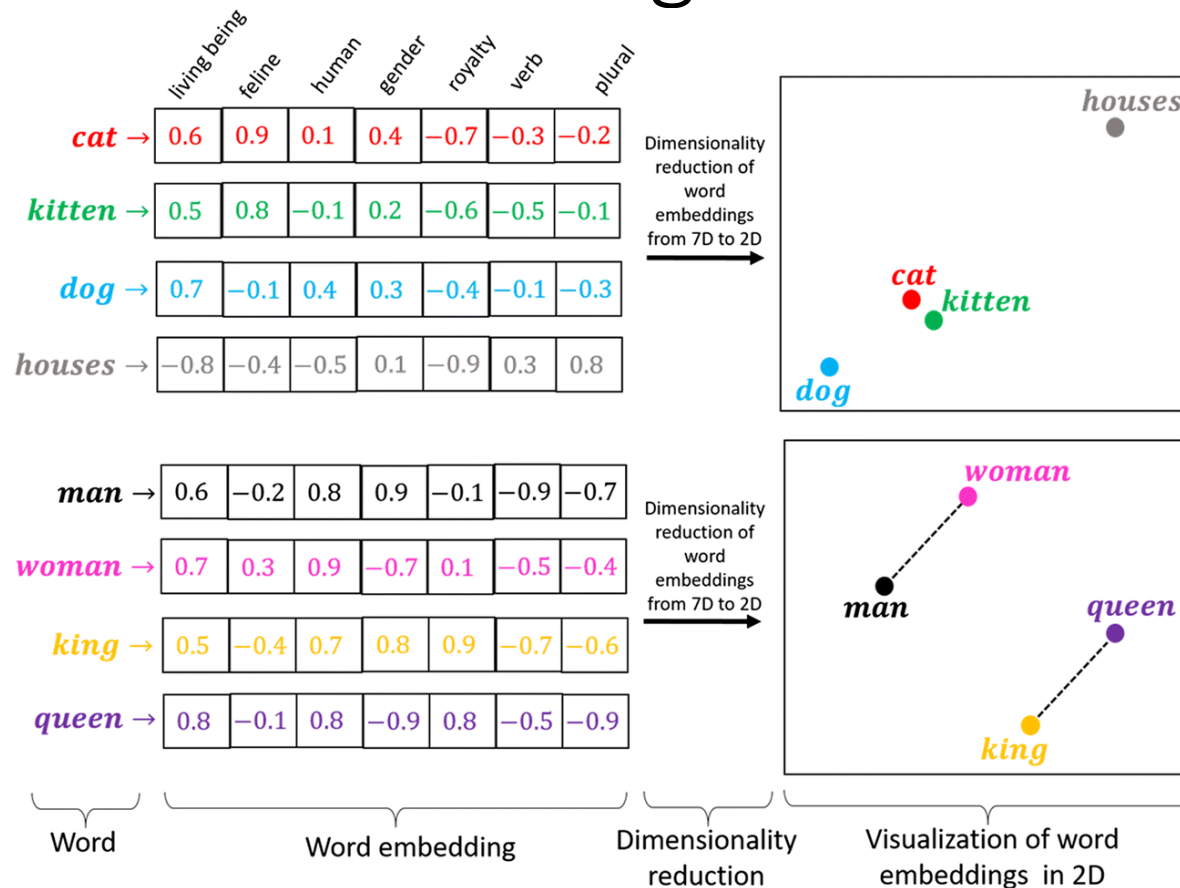 living being feline human gender royalty verb plural
cat → 0.6 0.9 0.1 0.4 −0.7 −0.3 −0.2
kitten → 0.5 0.8 −0.1 0.2 −0.6 −0.5 −0.1
dog → 0.7 −0.1 0.4 0.3 −0.4 −0.1 −0.3
houses → −0.8 −0.4 −0.5 0.1 −0.9 0.3 0.8
Dimensionality
reduction of
word
embeddings
from 7D to 2D
houses
cat
kitten
dog
man → 0.6 −0.2 0.8 0.9 −0.1 −0.9 −0.7
woman → 0.7 0.3 0.9 −0.7 0.1 −0.5 −0.4
king → 0.5 −0.4 0.7 0.8 0.9 −0.7 −0.6
queen → 0.8 −0.1 0.8 −0.9 0.8 −0.5 −0.9
Dimensionality
reduction of
word
embeddings
from 7D to 2D
woman
man
queen
king
Word
Word embedding
Dimensionality
reduction
Visualization of word
embeddings in 2D